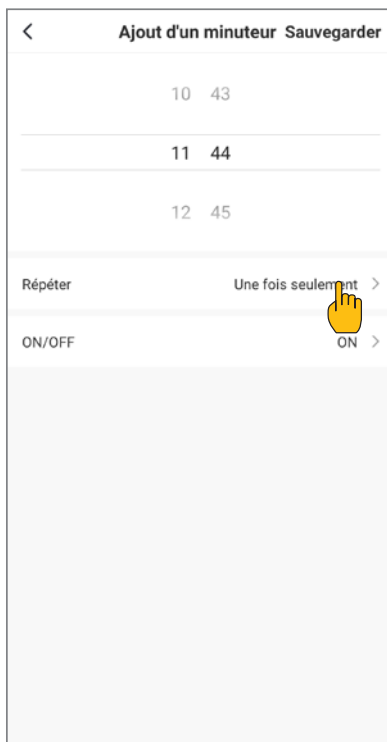 Ajout d'un minuteur Sauvegarder
10 43
11 44
12 45
Répéter Une fois seulement
ON/OFF ON